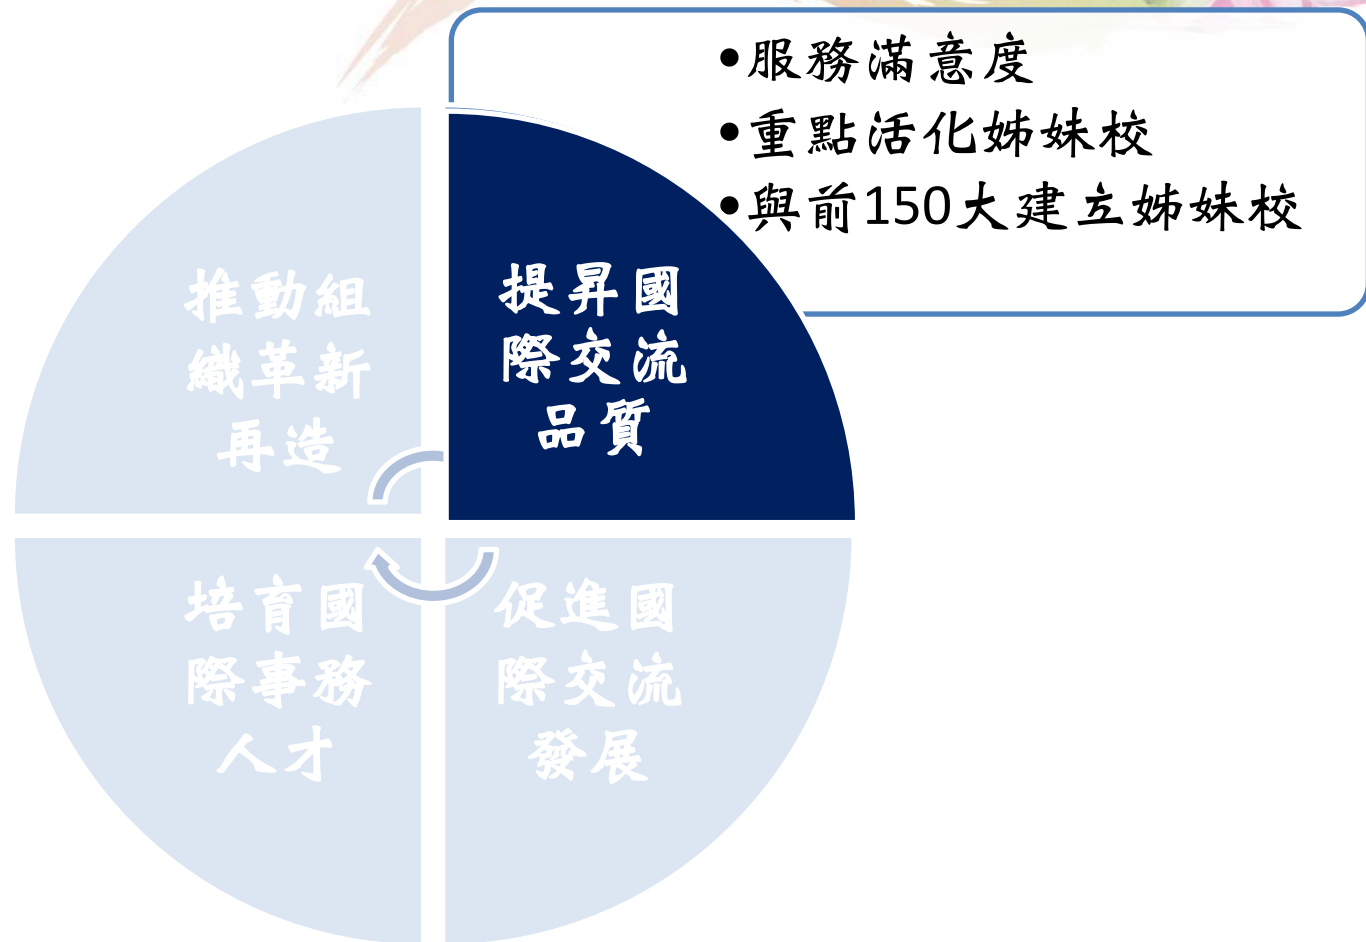 •服務滿意度
•重點活化姊妹校
•與前150大建立姊妹校
推動組
織革新
再造
提昇國
際交流
品質
培育國
際事務
人才
促進國
際交流
發展